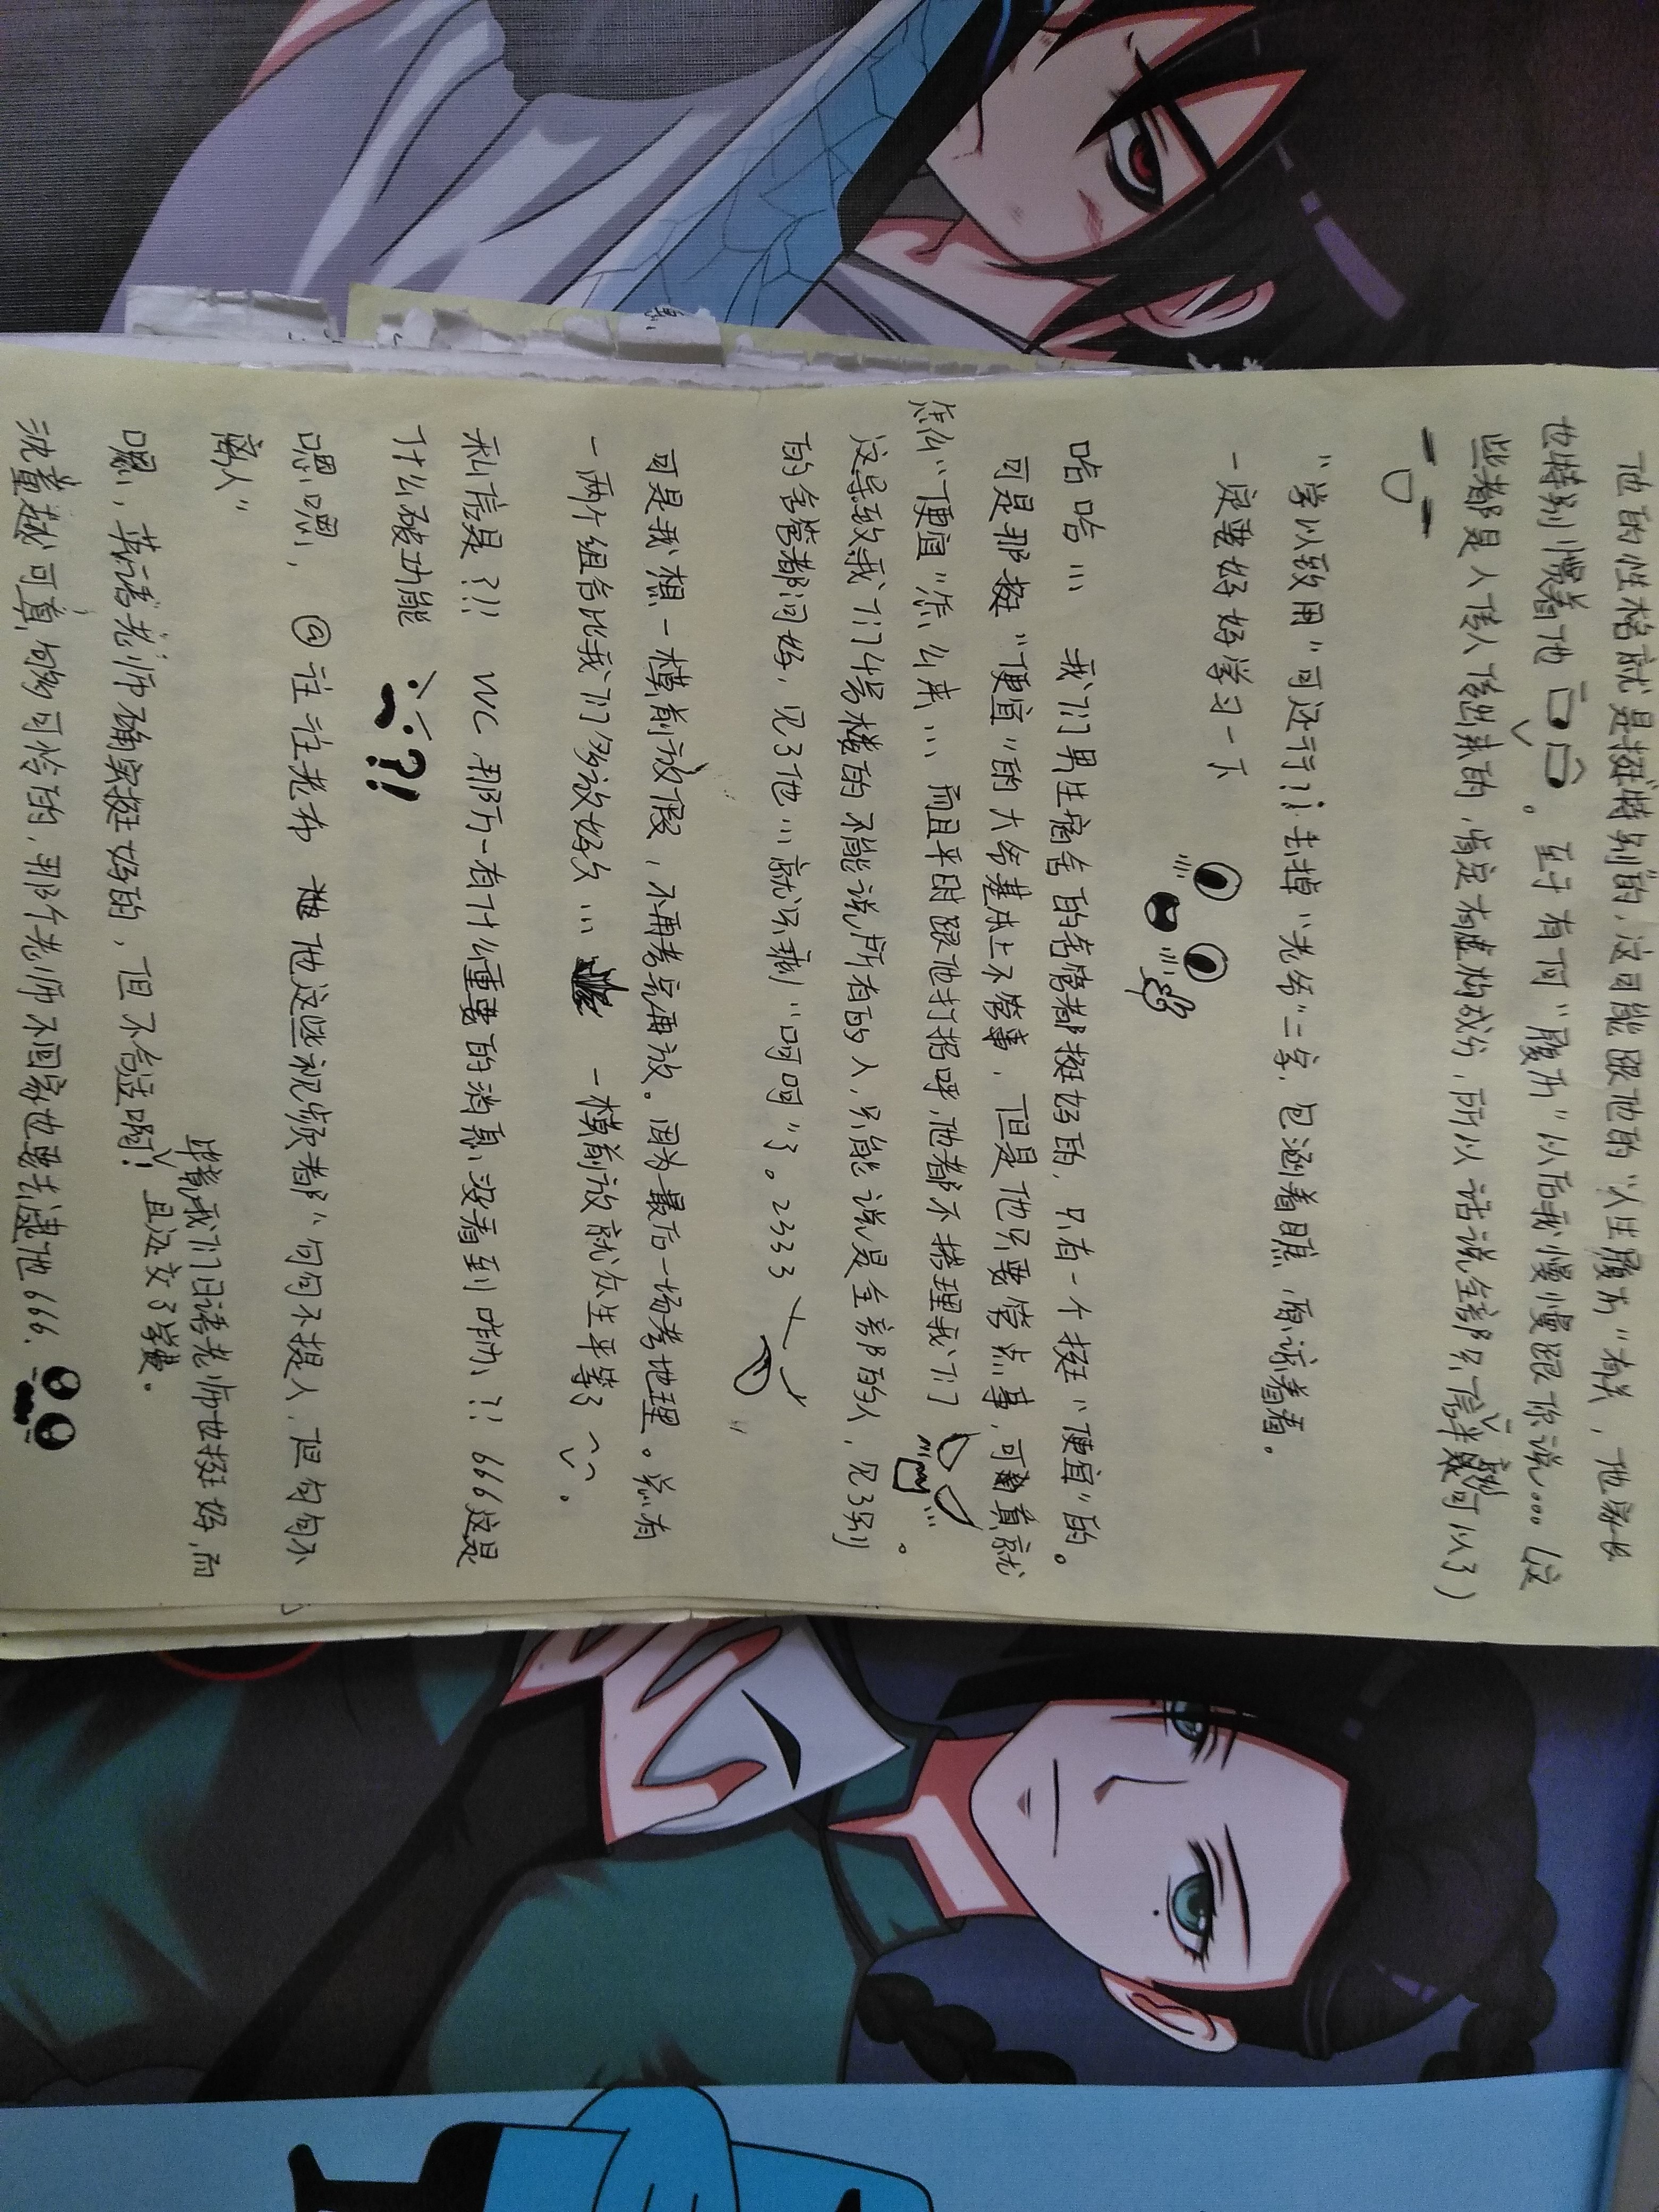 他的性格就是挺"特别"的，这可能跟他的"人生履历"有关，他家长
也特别惯着他。至于有何"履历"以后我慢慢跟你说…（这
些都是人传人传出来的，肯定有虚构成分，所以话说全部只信半就可以了）
"学以致用"可还行?¡去掉"老爷"二字，包涵着瞧，原谅着看。
一定要好好学习一下
哈哈… 我们男生宿舍的舍管都挺好的，只有一个挺"便宜"的。
可是那挺"便宜"的大爷基本上不管事，但是他只要管点事，可真就
怎么"便宜"怎么来… 而且平时跟他打招呼，他都不搭理我们。
这导致我们4号楼的不能说所有的人，只能说是全部的人，见了别
的舍管都问好，见了他…就只剩"呵呵"了。2333
可是我想一模前放假，不再考完再放。因为最后一场考地理。总有
一两个组合比我们多放好久… 一模前放就众生平等了。
私信是?!! WC 那万一有什么重要的消息没看到咋办?! 666这是
什么破功能 ?!
嗯嗯，@往往老布 他这些视频都"句句不提人，但句句不
离人"
毕竟我们日语老师也挺好，而
且还交了学费。
嗯，英语老师确实挺好的，但不合适啊!
沈童越可真够可怜的，那个老师不回家也要去逮他666.